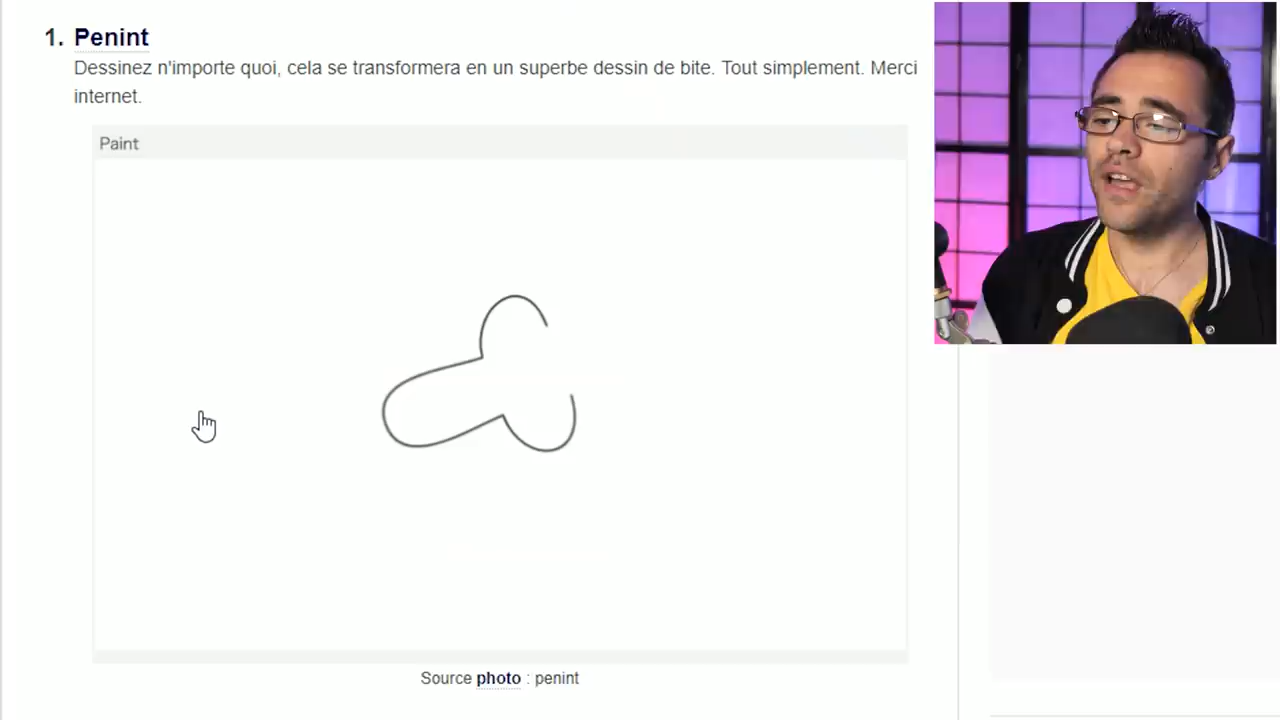 1. Penint
Dessinez n'importe quoi, cela se transformera en un superbe dessin de bite. Tout simplement. Merci
internet.
Paint
Source photo : penint